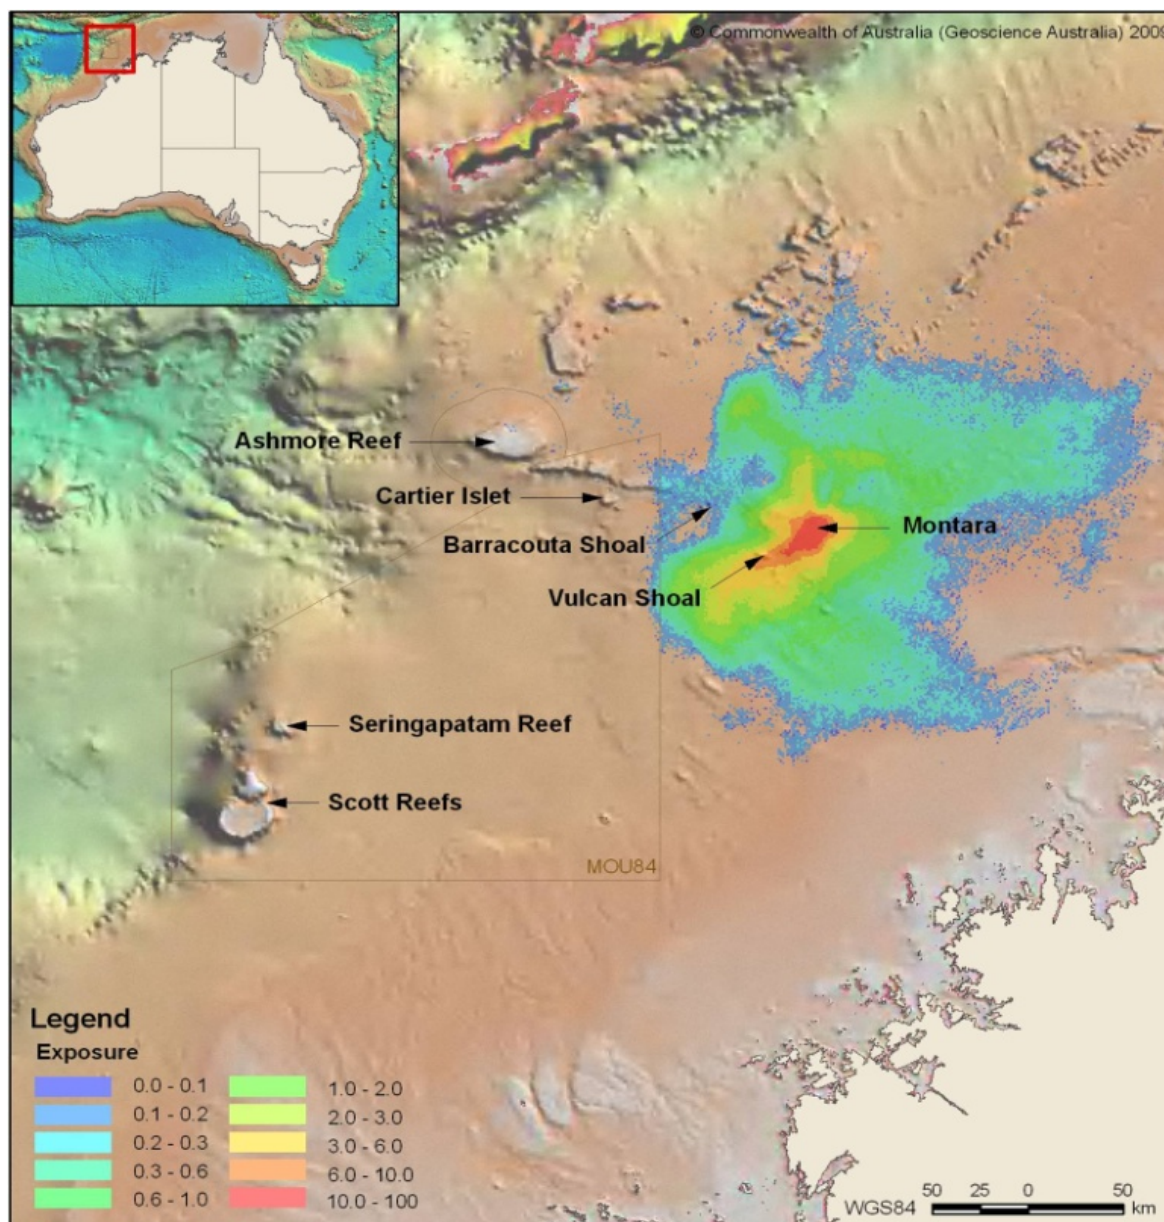 © Commonwealth of Australia (Geoscience Australia) 2009
Ashmore Reef
Cartier Islet
Barracouta Shoal
Montara
Vulcan Shoal
Seringapatam Reef
Scott Reefs
MOU84
Legend
Exposure
0.0 - 0.1
0.1 - 0.2
0.2 - 0.3
0.3 - 0.6
0.6 - 1.0
1.0 - 2.0
2.0 - 3.0
3.0 - 6.0
6.0 - 10.0
10.0 - 100
WGS84
50 25 0 50
km